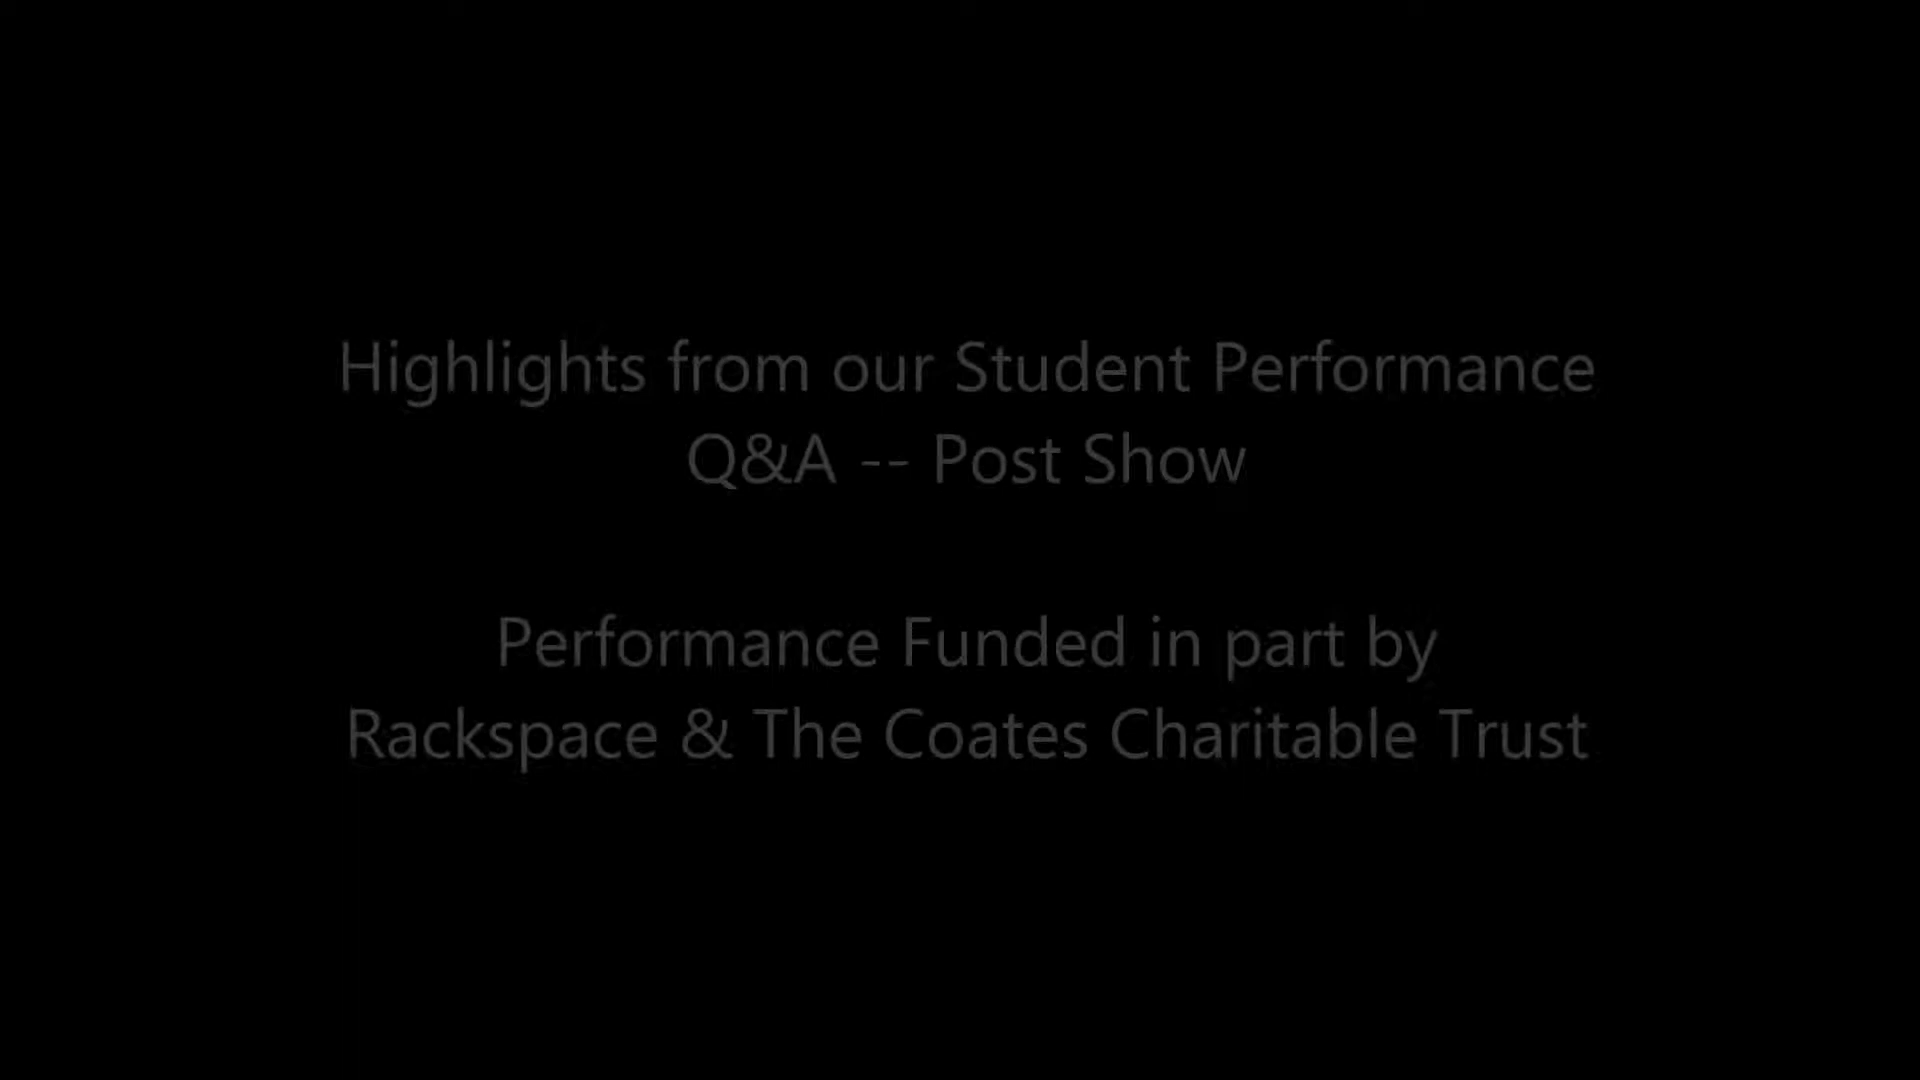 Highlights from our Student Performance
Q&A -- Post Show
Performance Funded in part by
Rackspace & The Coates Charitable Trust